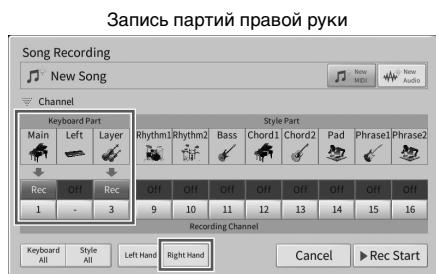 Запись партий правой руки
Song Recording
New Song
New MIDI
New Audio
Channel
Keyboard Part Style Part
Main Left Layer Rhythm1 Rhythm2 Bass Chord1 Chord2 Pad Phrase1 Phrase2
Rec Off Rec Off Off Off Off Off Off Off Off
1 - 3 9 10 11 12 13 14 15 16
Recording Channel
Keyboard All Style All Left Hand Right Hand Cancel Rec Start